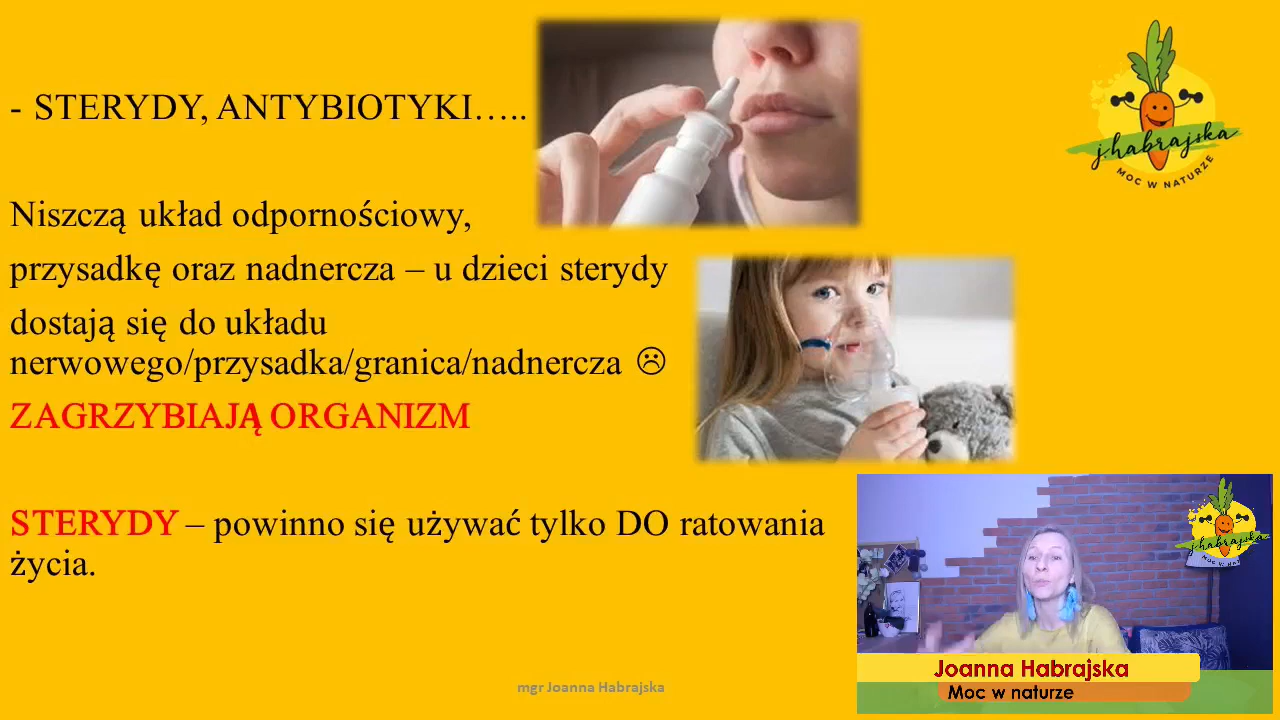 - STERYDY, ANTYBIOTYKI…..
Niszczą układ odpornościowy,
przysadkę oraz nadnercza – u dzieci sterydy
dostają się do układu
nerwowego/przysadka/granica/nadnercza ☹
ZAGRZYBIAJĄ ORGANIZM
STERYDY – powinno się używać tylko DO ratowania
życia.
mgr Joanna Habrajska
j.habrajska
MOC W NATURZE
j.habrajska
Joanna Habrajska
Moc w naturze